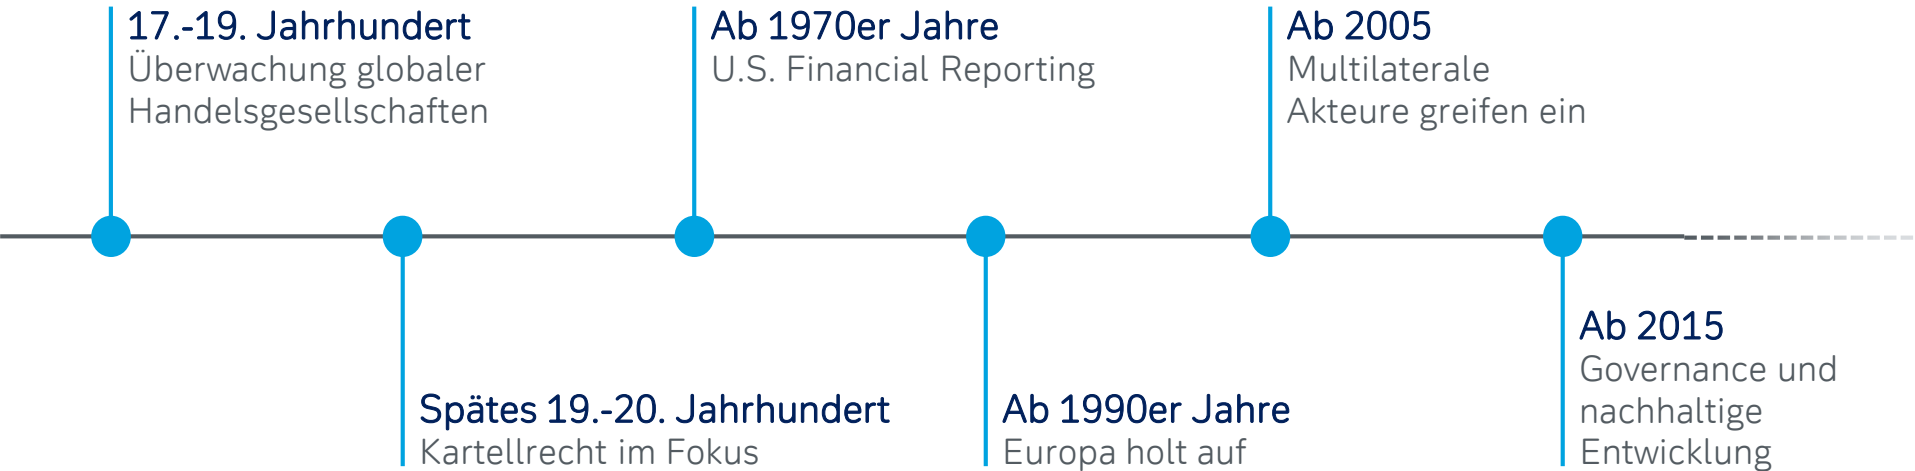 17.-19. Jahrhundert
Überwachung globaler
Handelsgesellschaften
Spätes 19.-20. Jahrhundert
Kartellrecht im Fokus
Ab 1970er Jahre
U.S. Financial Reporting
Ab 1990er Jahre
Europa holt auf
Ab 2005
Multilaterale
Akteure greifen ein
Ab 2015
Governance und
nachhaltige
Entwicklung